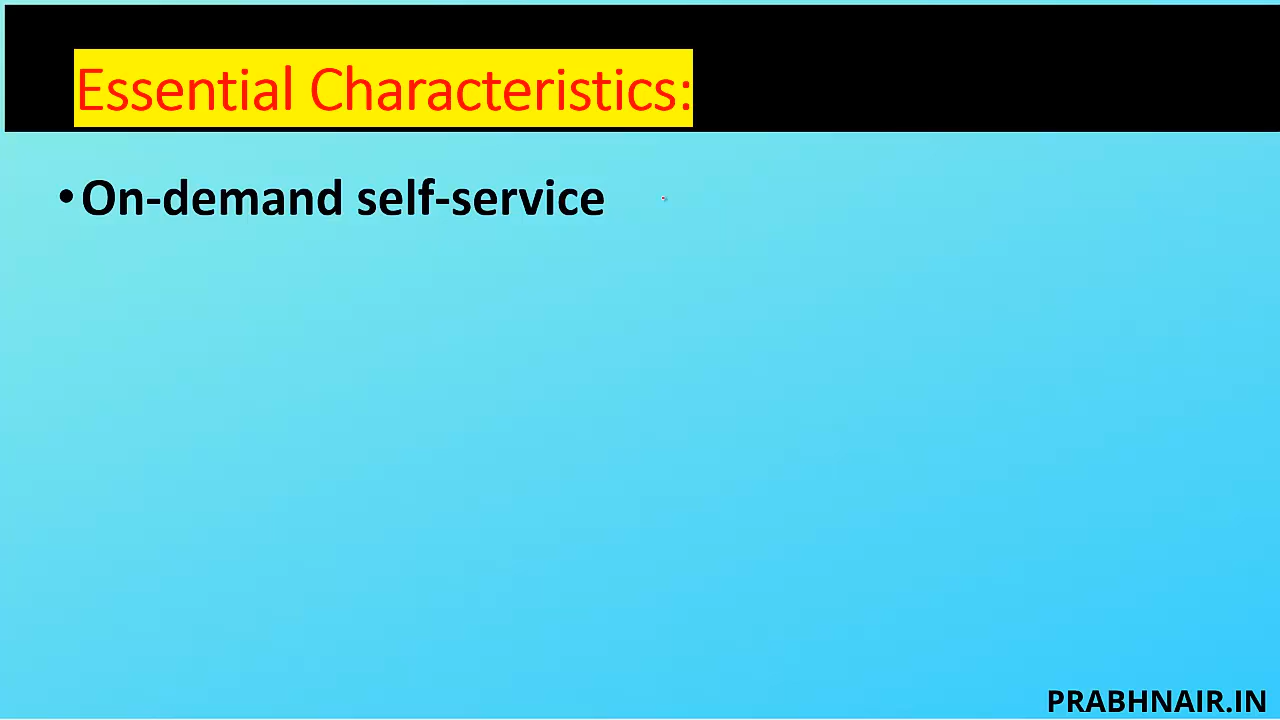 Essential Characteristics:
•On-demand self-service
PRABHNAIR.IN